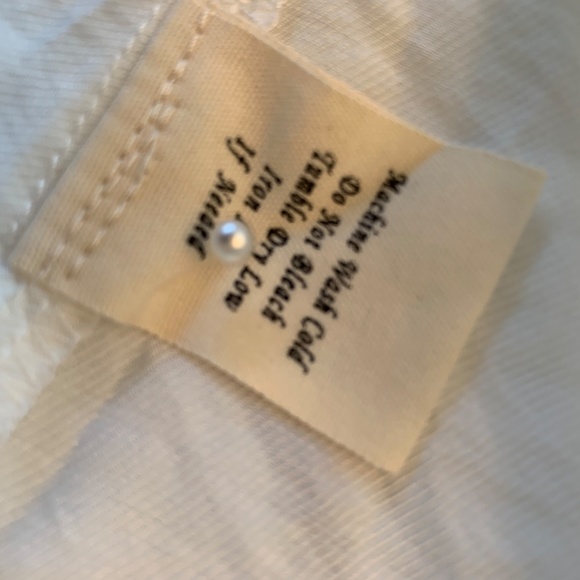 Machine Wash Cold
Do Not Bleach
Tumble Dry Low
Iron
If Needed